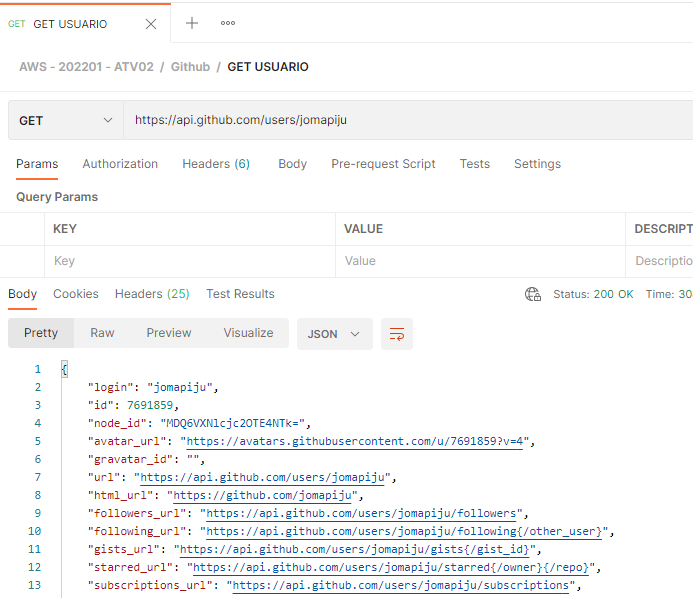 GET GET USUARIO
AWS - 202201 - ATV02 / Github / GET USUARIO
GET https://api.github.com/users/jomapiju
Params Authorization Headers (6) Body Pre-request Script Tests Settings
Query Params
KEY VALUE DESCRIPT
Key Value Descriptio
Body Cookies Headers (25) Test Results Status: 200 OK Time: 30
Pretty Raw Preview Visualize JSON
1 {
2 "login": "jomapiju",
3 "id": 7691859,
4 "node_id": "MDQ6VXNlcjc2OTE4NTk=",
5 "avatar_url": "https://avatars.githubusercontent.com/u/7691859?v=4",
6 "gravatar_id": "",
7 "url": "https://api.github.com/users/jomapiju",
8 "html_url": "https://github.com/jomapiju",
9 "followers_url": "https://api.github.com/users/jomapiju/followers",
10 "following_url": "https://api.github.com/users/jomapiju/following{/other_user}",
11 "gists_url": "https://api.github.com/users/jomapiju/gists{/gist_id}",
12 "starred_url": "https://api.github.com/users/jomapiju/starred{/owner}{/repo}",
13 "subscriptions_url": "https://api.github.com/users/jomapiju/subscriptions",